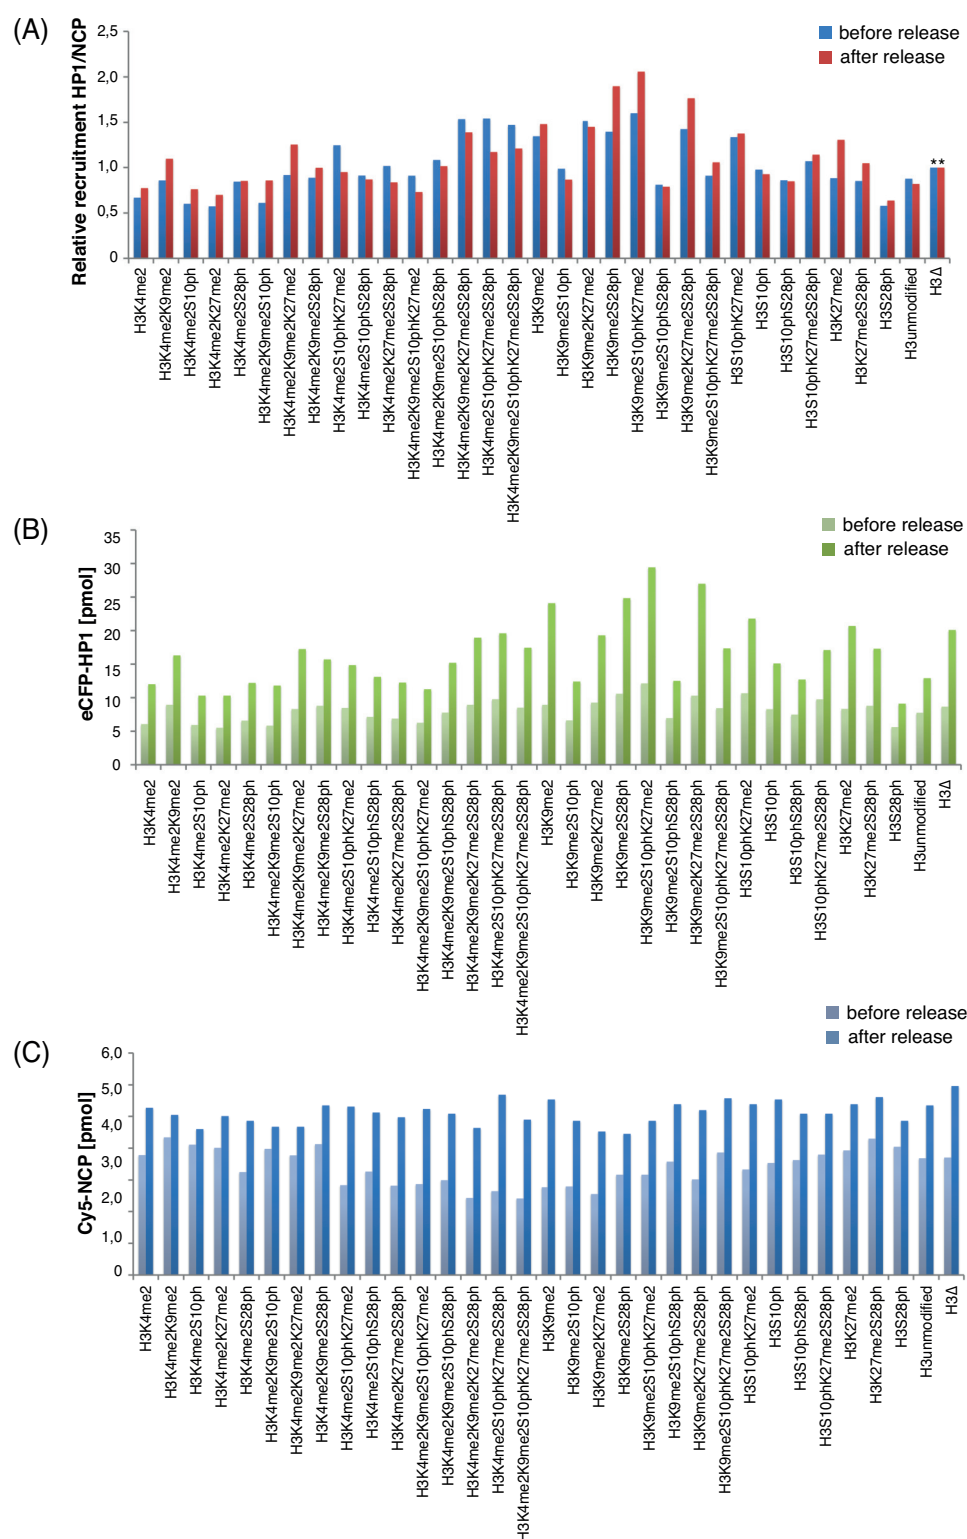 (A)
Relative recruitment HP1/NCP
2,5
2,0
1,5
1,0
0,5
0
before release
after release
**
H3K4me2
H3K4me2K9me2
H3K4me2S10ph
H3K4me2K27me2
H3K4me2S28ph
H3K4me2K9me2S10ph
H3K4me2K9me2K27me2
H3K4me2K9me2S28ph
H3K4me2S10phK27me2
H3K4me2S10phS28ph
H3K4me2K27me2S28ph
H3K4me2K9me2S10phK27me2
H3K4me2K9me2S10phS28ph
H3K4me2K9me2K27me2S28ph
H3K4me2S10phK27me2S28ph
H3K4me2K9me2S10phK27me2S28ph
H3K9me2
H3K9me2S10ph
H3K9me2K27me2
H3K9me2S28ph
H3K9me2S10phK27me2
H3K9me2S10phS28ph
H3K9me2K27me2S28ph
H3K9me2S10phK27me2S28ph
H3S10phK27me2
H3S10ph
H3S10phS28ph
H3S10phK27me2S28ph
H3K27me2
H3K27me2S28ph
H3S28ph
H3unmodified
H3Δ
(B)
eCFP-HP1 [pmol]
35
30
25
20
15
10
5
0
before release
after release
H3K4me2
H3K4me2K9me2
H3K4me2S10ph
H3K4me2K27me2
H3K4me2S28ph
H3K4me2K9me2S10ph
H3K4me2K9me2K27me2
H3K4me2K9me2S28ph
H3K4me2S10phK27me2
H3K4me2S10phS28ph
H3K4me2K27me2S28ph
H3K4me2K9me2S10phK27me2
H3K4me2K9me2S10phS28ph
H3K4me2K9me2K27me2S28ph
H3K4me2S10phK27me2S28ph
H3K4me2K9me2S10phK27me2S28ph
H3K9me2
H3K9me2S10ph
H3K9me2K27me2
H3K9me2S28ph
H3K9me2S10phK27me2
H3K9me2S10phS28ph
H3K9me2K27me2S28ph
H3K9me2S10phK27me2S28ph
H3S10phK27me2
H3S10ph
H3S10phS28ph
H3S10phK27me2S28ph
H3K27me2
H3K27me2S28ph
H3S28ph
H3unmodified
H3Δ
(C)
Cy5-NCP [pmol]
6,0
5,0
4,0
3,0
2,0
1,0
0
before release
after release
H3K4me2
H3K4me2K9me2
H3K4me2S10ph
H3K4me2K27me2
H3K4me2S28ph
H3K4me2K9me2S10ph
H3K4me2K9me2K27me2
H3K4me2K9me2S28ph
H3K4me2S10phK27me2
H3K4me2S10phS28ph
H3K4me2K27me2S28ph
H3K4me2K9me2S10phK27me2
H3K4me2K9me2S10phS28ph
H3K4me2K9me2K27me2S28ph
H3K4me2S10phK27me2S28ph
H3K4me2K9me2S10phK27me2S28ph
H3K9me2
H3K9me2S10ph
H3K9me2K27me2
H3K9me2S28ph
H3K9me2S10phK27me2
H3K9me2S10phS28ph
H3K9me2K27me2S28ph
H3K9me2S10phK27me2S28ph
H3S10phK27me2
H3S10ph
H3S10phS28ph
H3S10phK27me2S28ph
H3K27me2
H3K27me2S28ph
H3S28ph
H3unmodified
H3Δ